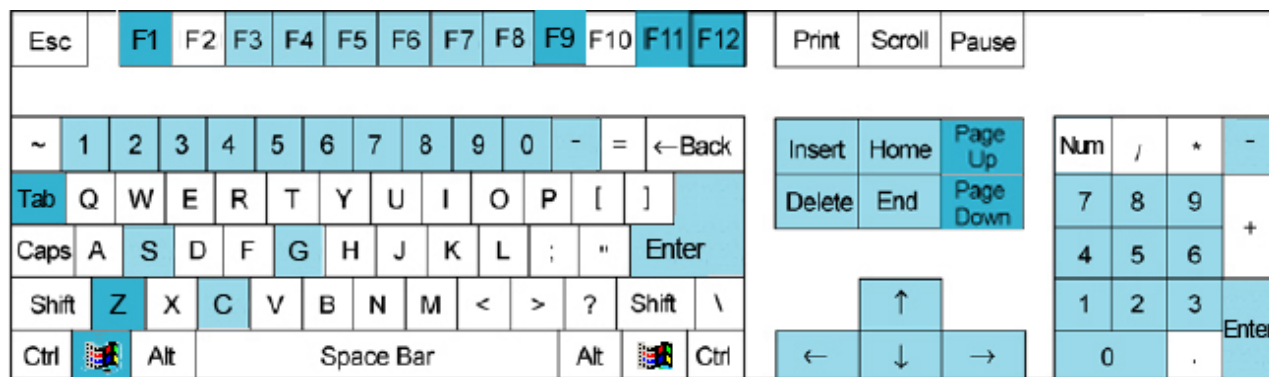 Esc F1 F2 F3 F4 F5 F6 F7 F8 F9 F10 F11 F12 Print Scroll Pause
~ 1 2 3 4 5 6 7 8 9 0 - = ←Back Insert Home Page Up Num / * -
Tab Q W E R T Y U I O P [ ] Delete End Page Down 7 8 9 +
Caps A S D F G H J K L ; " Enter 4 5 6
Shift Z X C V B N M < > ? Shift \ ↑ 1 2 3 Enter
Ctrl Alt Space Bar Alt Ctrl ← ↓ → 0 .